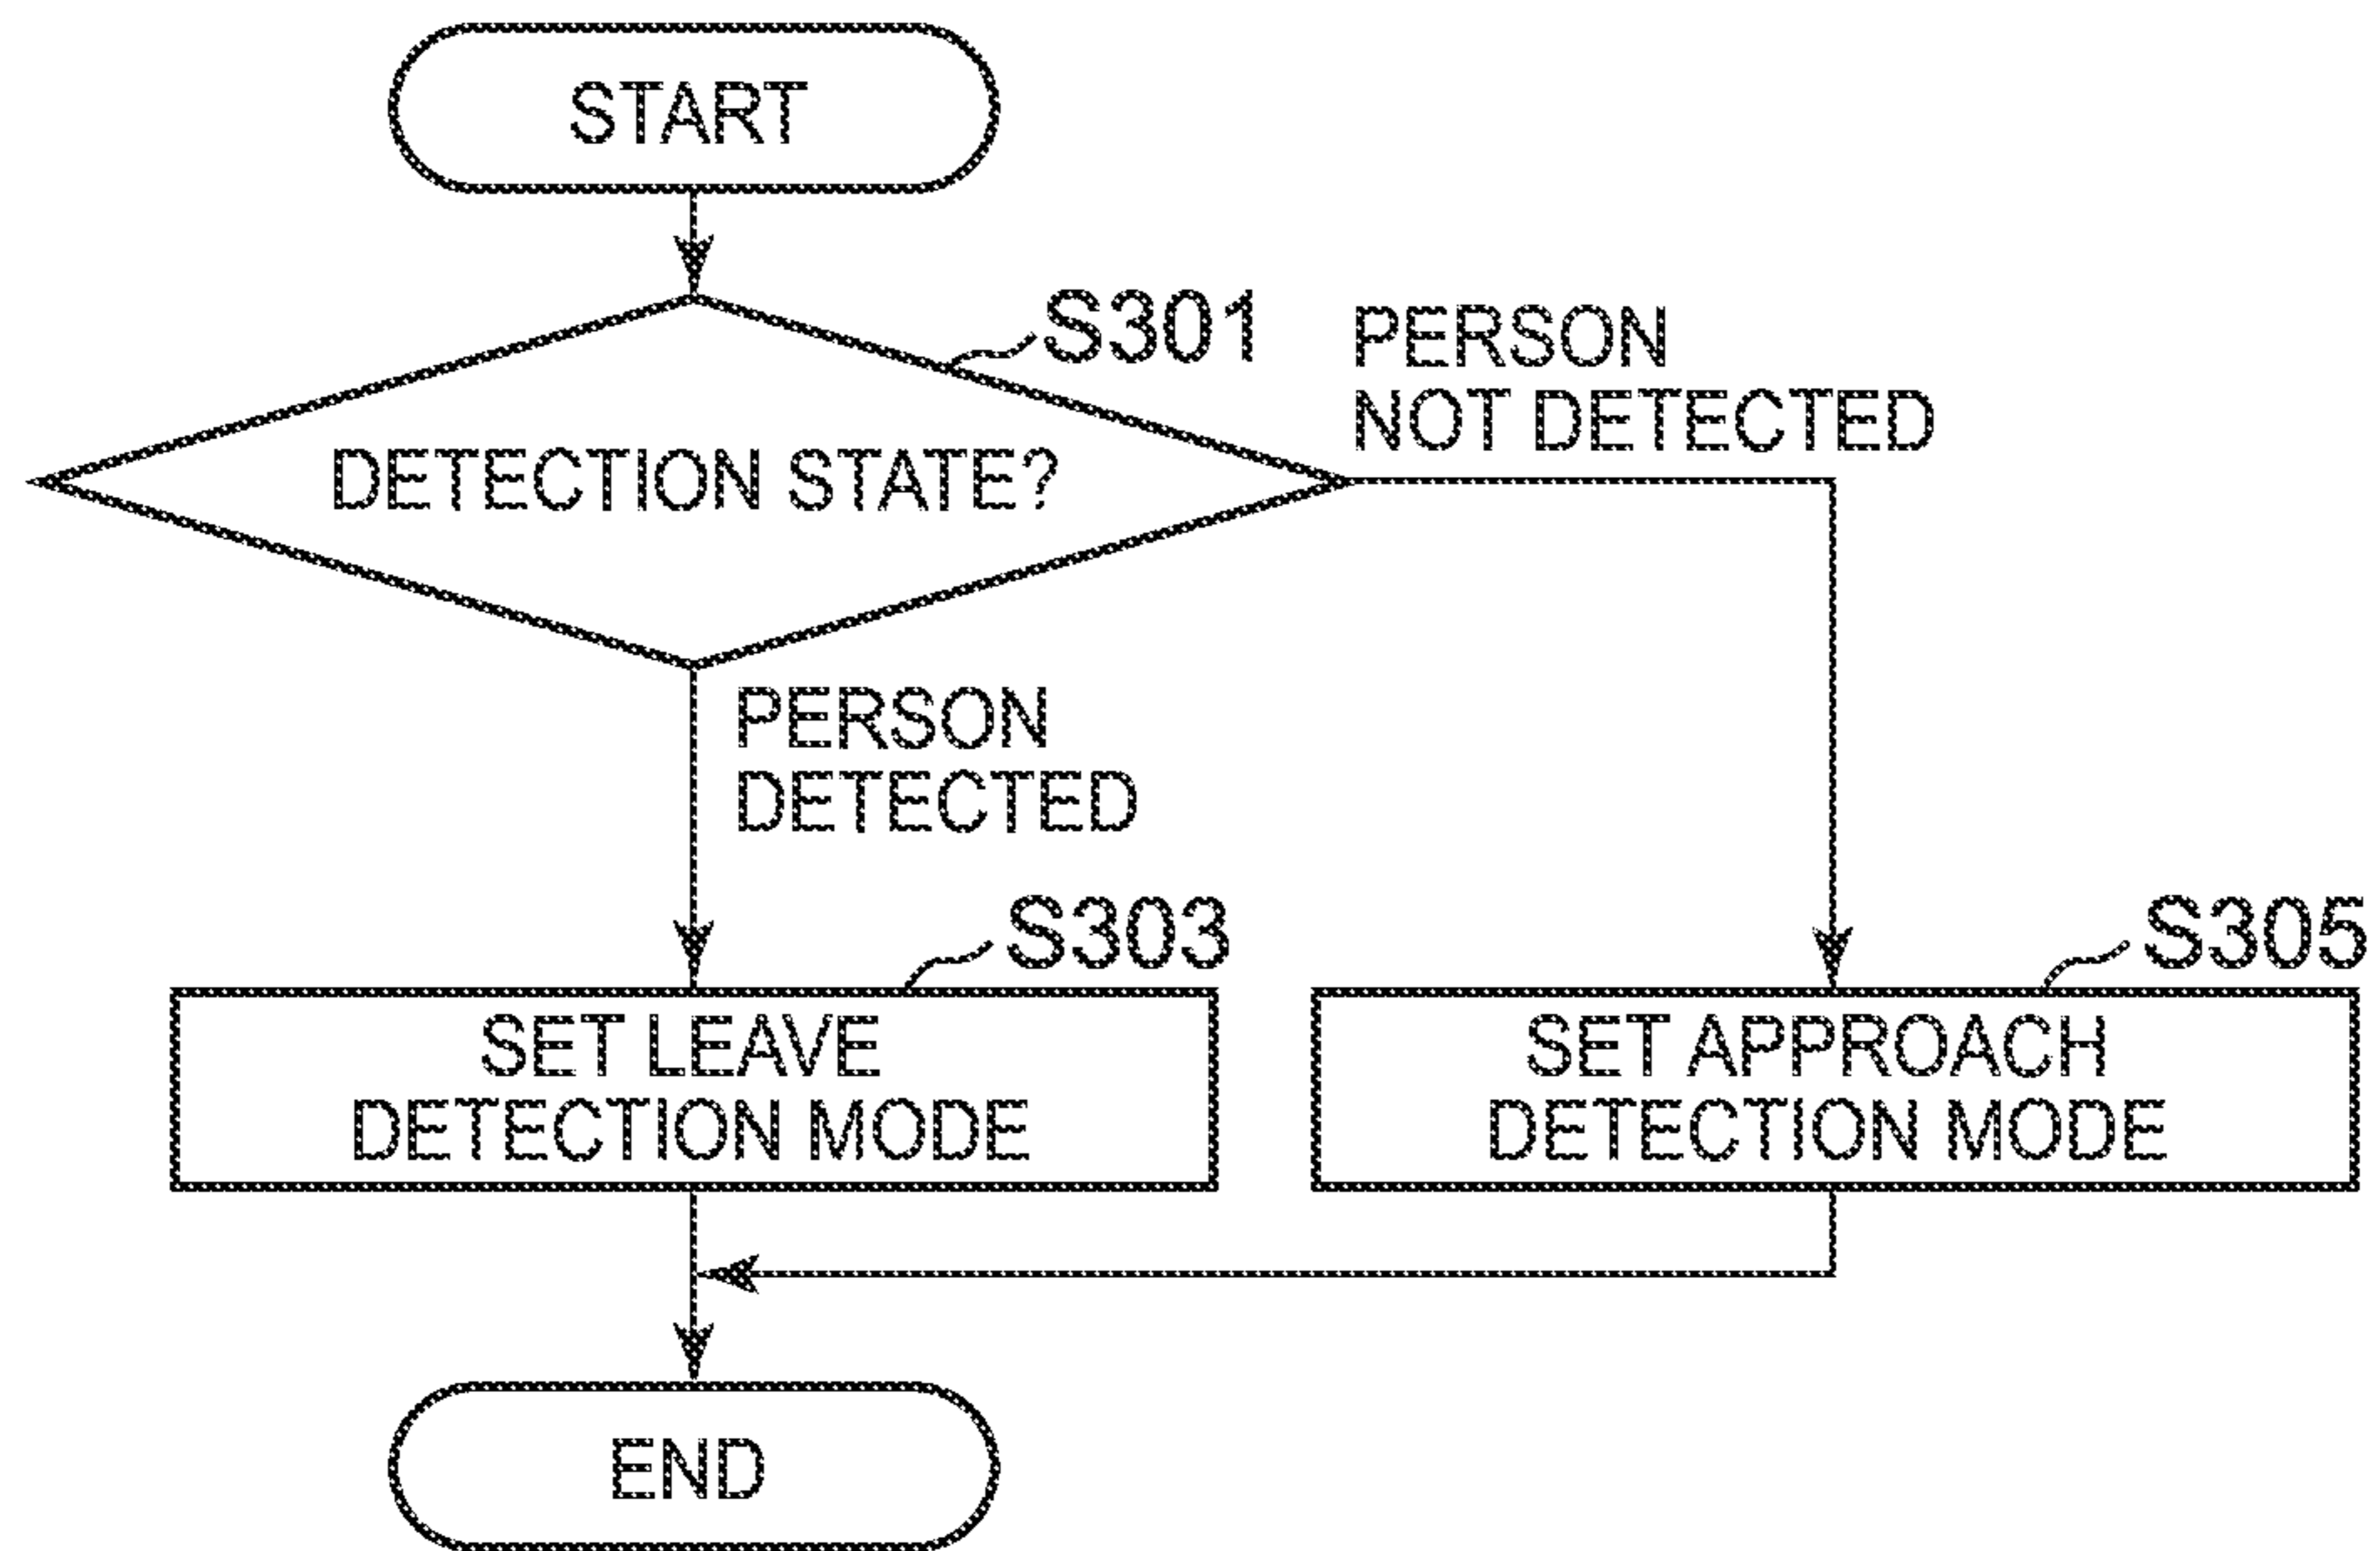 START
S301
PERSON
NOT DETECTED
DETECTION STATE?
PERSON
DETECTED
S303
S305
SET LEAVE
DETECTION MODE
SET APPROACH
DETECTION MODE
END